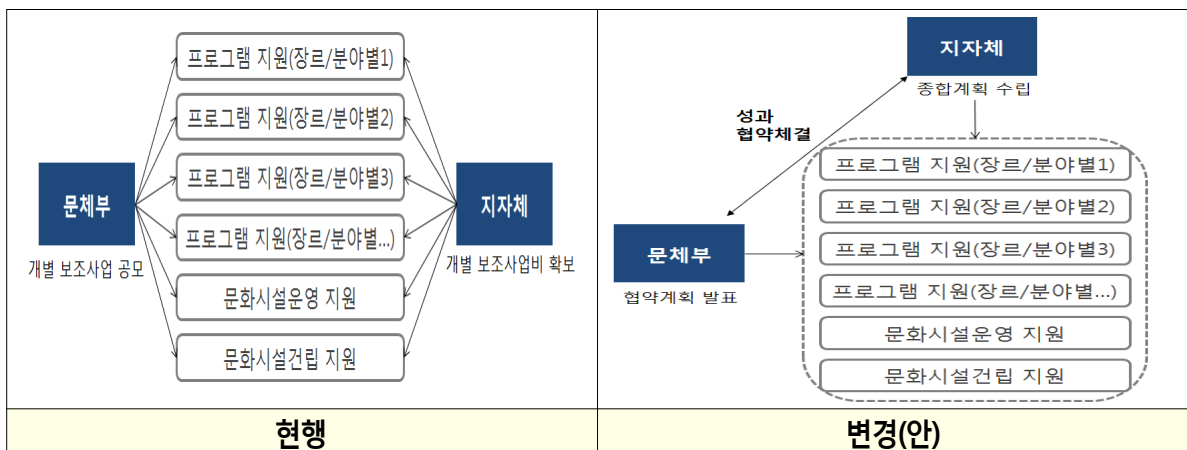 프로그램 지원(장르/분야별1)
프로그램 지원(장르/분야별2)
프로그램 지원(장르/분야별3)
프로그램 지원(장르/분야별...)
문화시설운영 지원
문화시설건립 지원
문체부
개별 보조사업 공모
지자체
개별 보조사업비 확보
현행
지자체
종합계획 수립
성과
협약체결
문체부
협약계획 발표
프로그램 지원(장르/분야별1)
프로그램 지원(장르/분야별2)
프로그램 지원(장르/분야별3)
프로그램 지원(장르/분야별...)
문화시설운영 지원
문화시설건립 지원
변경(안)